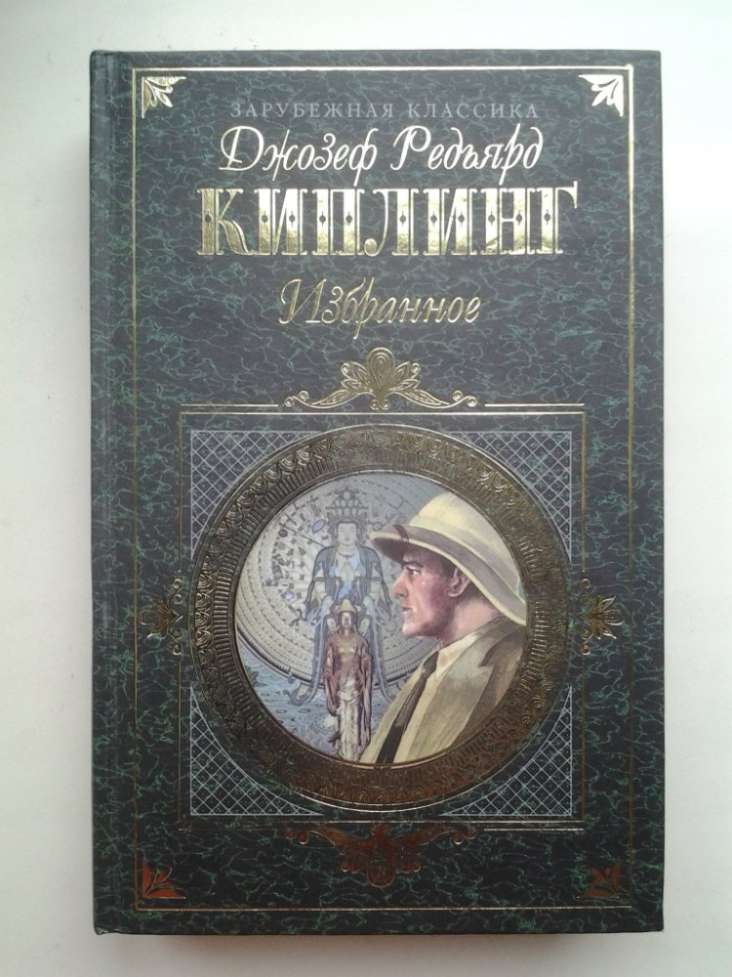 ЗАРУБЕЖНАЯ КЛАССИКА
Джозеф Редьярд
КИПЛИНГ
Избранное